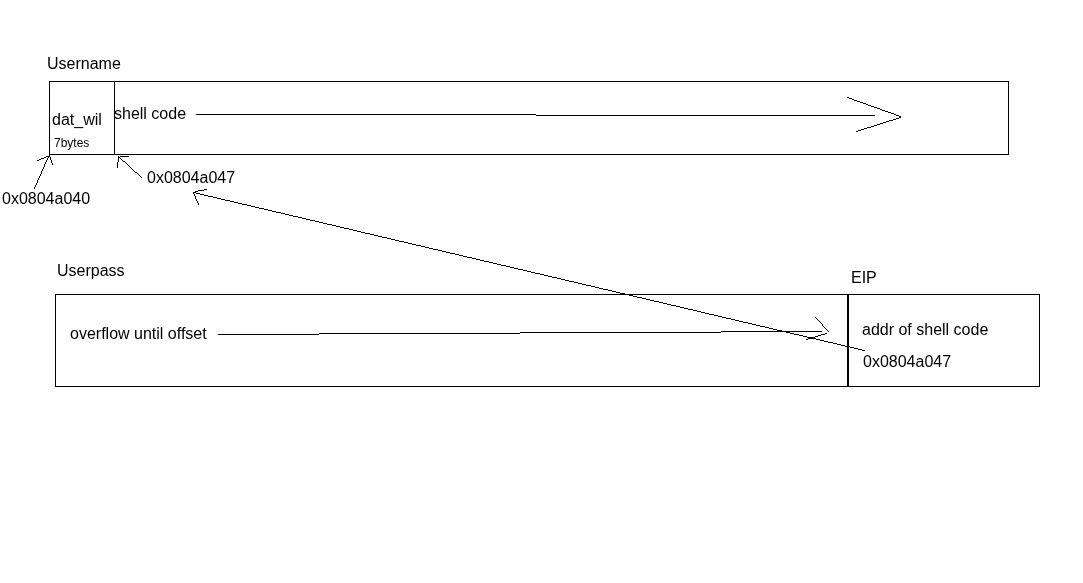 Username
dat_wil
shell code
7bytes
0x0804a047
0x0804a040
Userpass
EIP
overflow until offset
addr of shell code
0x0804a047